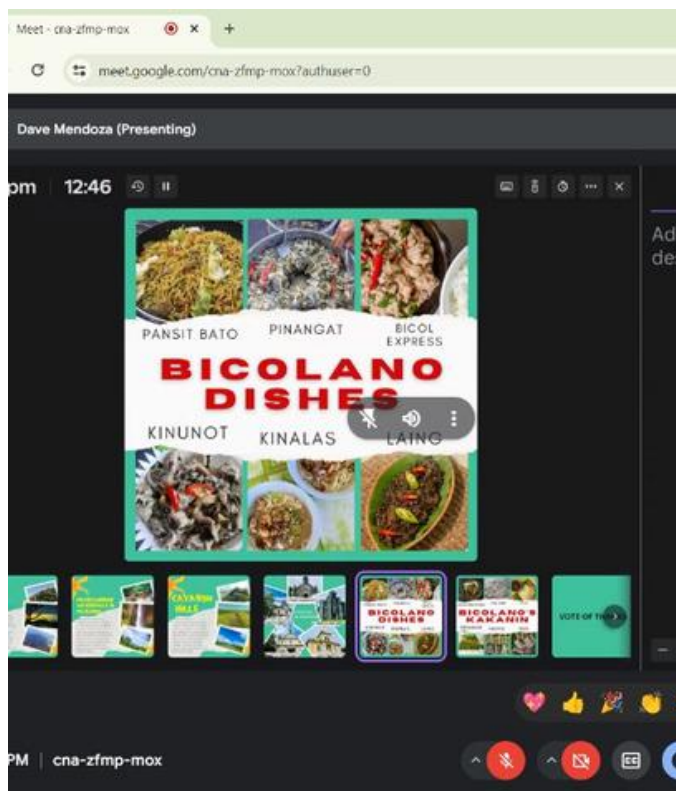 Meet - cna-zfmp-mox
meet.google.com/cna-zfmp-mox?authuser=0
Dave Mendoza (Presenting)
pm 12:46
Ad
de
PANSIT BATO
PINANGAT
BICOL
EXPRESS
BICOLANO
DISHES
KINUNOT
KINALAS
LAING
HILLS
BICOLANO
DISHES
BICOLANO'S
KAKANIN
VOTE OF
PM | cna-zfmp-mox
CC